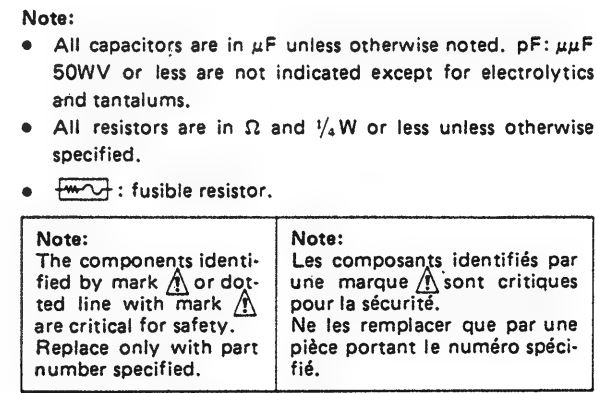 Note:
● All capacitors are in μF unless otherwise noted. pF: μμF
50WV or less are not indicated except for electrolytics
and tantalums.
● All resistors are in Ω and 1/4W or less unless otherwise
specified.
● : fusible resistor.
Note:
The components identi-
fied by mark ⚠ or dot-
ted line with mark ⚠
are critical for safety.
Replace only with part
number specified.
Note:
Les composants identifiés par
une marque ⚠ sont critiques
pour la sécurité.
Ne les remplacer que par une
pièce portant le numéro spéci-
fié.